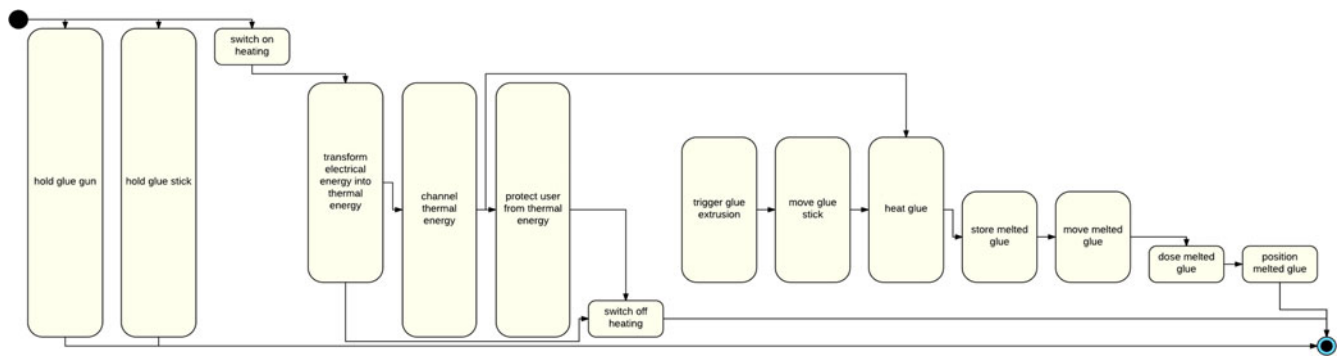 switch on
heating
hold glue gun
hold glue stick
transform
electrical
energy into
thermal
energy
channel
thermal
energy
protect user
from thermal
energy
switch off
heating
trigger glue
extrusion
move glue
stick
heat glue
store melted
glue
move melted
glue
dose melted
glue
position
melted glue